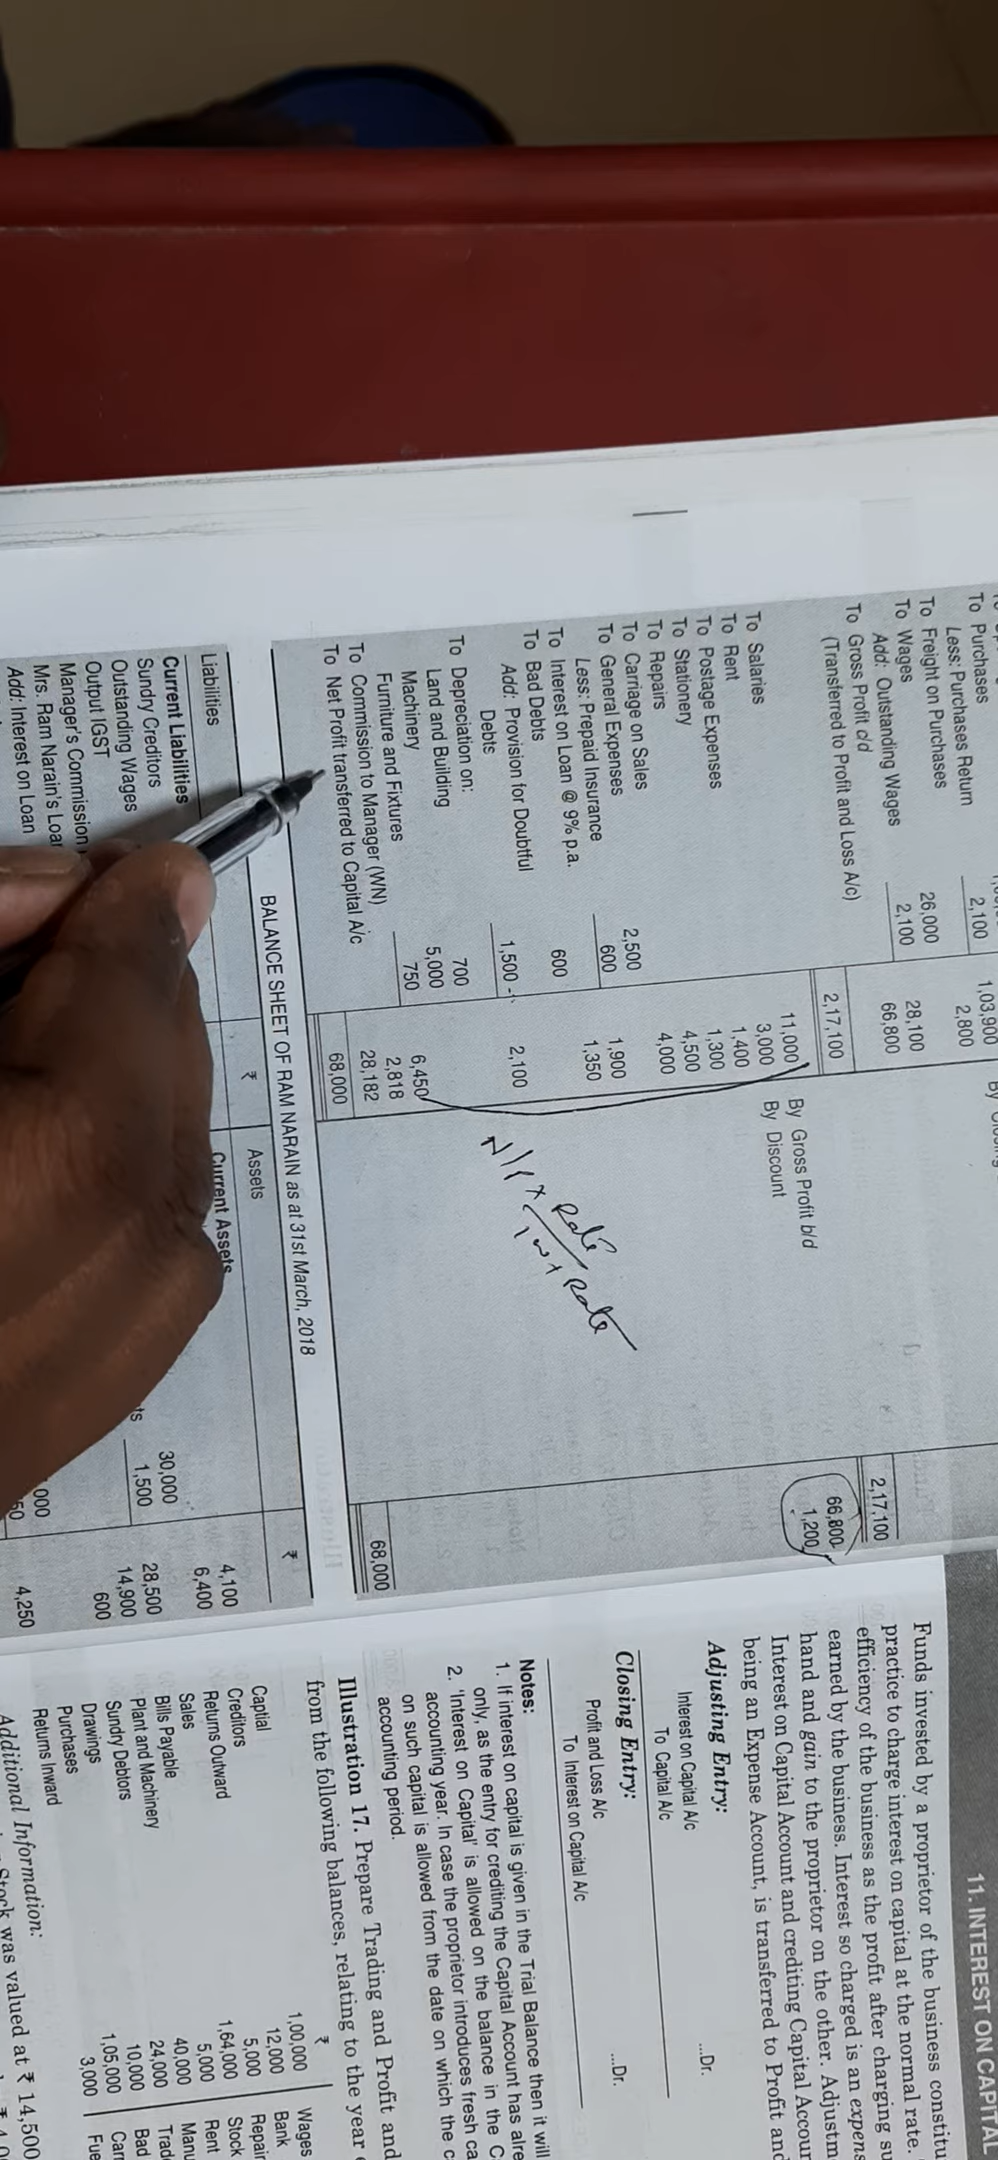 To Purchases
1,03,900
Less: Purchases Return 2,100
To Freight on Purchases 2,800
To Wages 26,000
Add: Outstanding Wages 2,100 28,100
To Gross Profit c/d 66,800
(Transferred to Profit and Loss A/c)
2,17,100 2,17,100
To Salaries 11,000 By Gross Profit b/d 66,800
To Rent 3,000 By Discount 1,200
To Postage Expenses 1,400
To Stationery 1,300
To Repairs 4,500
To Carriage on Sales 4,000
To General Expenses 2,500
Less: Prepaid Insurance 600 1,900
To Interest on Loan @ 9% p.a. 1,350
To Bad Debts 600
Add: Provision for Doubtful
Debts 1,500 2,100
To Depreciation on:
Land and Building 700
Machinery 5,000
Furniture and Fixtures 750 6,450
To Commission to Manager (WN) 2,818
To Net Profit transferred to Capital A/c 28,182
68,000 68,000
Rate
Rate
BALANCE SHEET OF RAM NARAIN as at 31st March, 2018
Liabilities ₹ Assets ₹
Current Liabilities Current Assets
Sundry Creditors 4,100
Outstanding Wages 6,400
Output IGST 30,000
Manager's Commission 1,500 28,500
Mrs. Ram Narain's 14,900
Add: Interest on Loan 600
4,250
11. INTEREST ON CAPITAL
Funds invested by a proprietor of the business
practice to charge interest on capital at the normal rate.
efficiency of the business as the profit after charging
earned by the business. Interest so charged is an
hand and gain to the proprietor on the other.
Interest on Capital Account and crediting Capital
being an Expense Account, is transferred to Profit
Adjusting Entry:
Interest on Capital A/c ...Dr.
To Capital A/c
Closing Entry:
Profit and Loss A/c ...Dr.
To Interest on Capital A/c
Notes:
1. If interest on capital is given in the Trial Balance then it will
only, as the entry for crediting the Capital Account has
2. 'Interest on Capital' is allowed on the balance in the
accounting year. In case the proprietor introduces fresh
on such capital is allowed from the date on which the
accounting period.
Illustration 17. Prepare Trading and Profit and
from the following balances, relating to the year
₹
Captial 1,00,000 Wages
Creditors 12,000 Bank
Returns Outward 5,000
Sales 1,64,000 Stock
Bills Payable 5,000 Rent
Plant and Machinery 40,000
Sundry Debtors 24,000
Drawings 10,000 Bad
Purchases 1,05,000
Returns Inward 3,000
Additional Information:
Stock was valued at ₹ 14,500